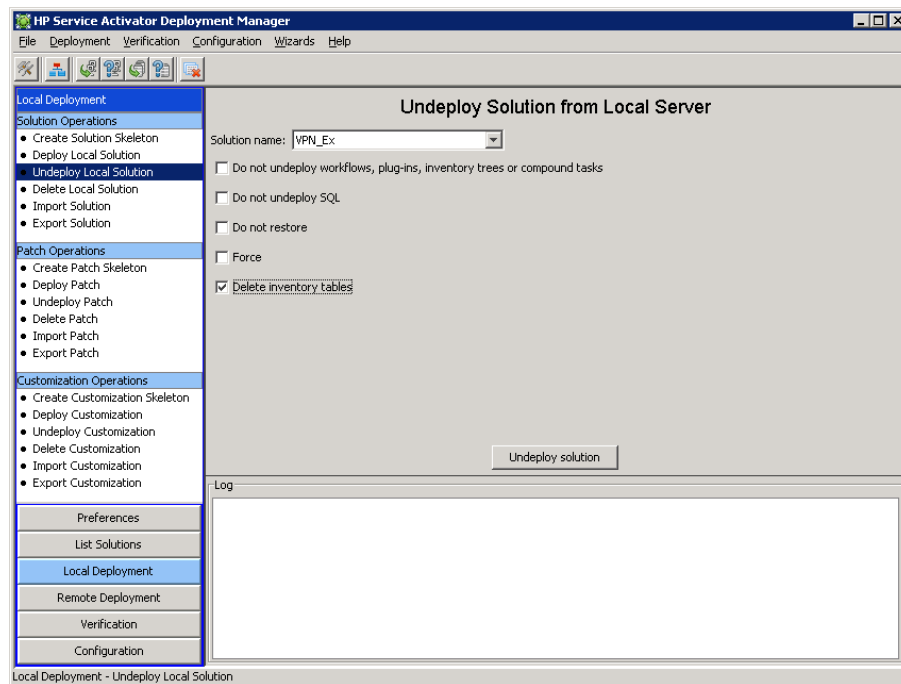 HP Service Activator Deployment Manager
File Deployment Verification Configuration Wizards Help
Local Deployment
Solution Operations
Create Solution Skeleton
Deploy Local Solution
Undeploy Local Solution
Delete Local Solution
Import Solution
Export Solution
Patch Operations
Create Patch Skeleton
Deploy Patch
Undeploy Patch
Delete Patch
Import Patch
Export Patch
Customization Operations
Create Customization Skeleton
Deploy Customization
Undeploy Customization
Delete Customization
Import Customization
Export Customization
Preferences
List Solutions
Local Deployment
Remote Deployment
Verification
Configuration
Undeploy Solution from Local Server
Solution name: VPN_Ex
Do not undeploy workflows, plug-ins, inventory trees or compound tasks
Do not undeploy SQL
Do not restore
Force
Delete inventory tables
Undeploy solution
Log
Local Deployment - Undeploy Local Solution